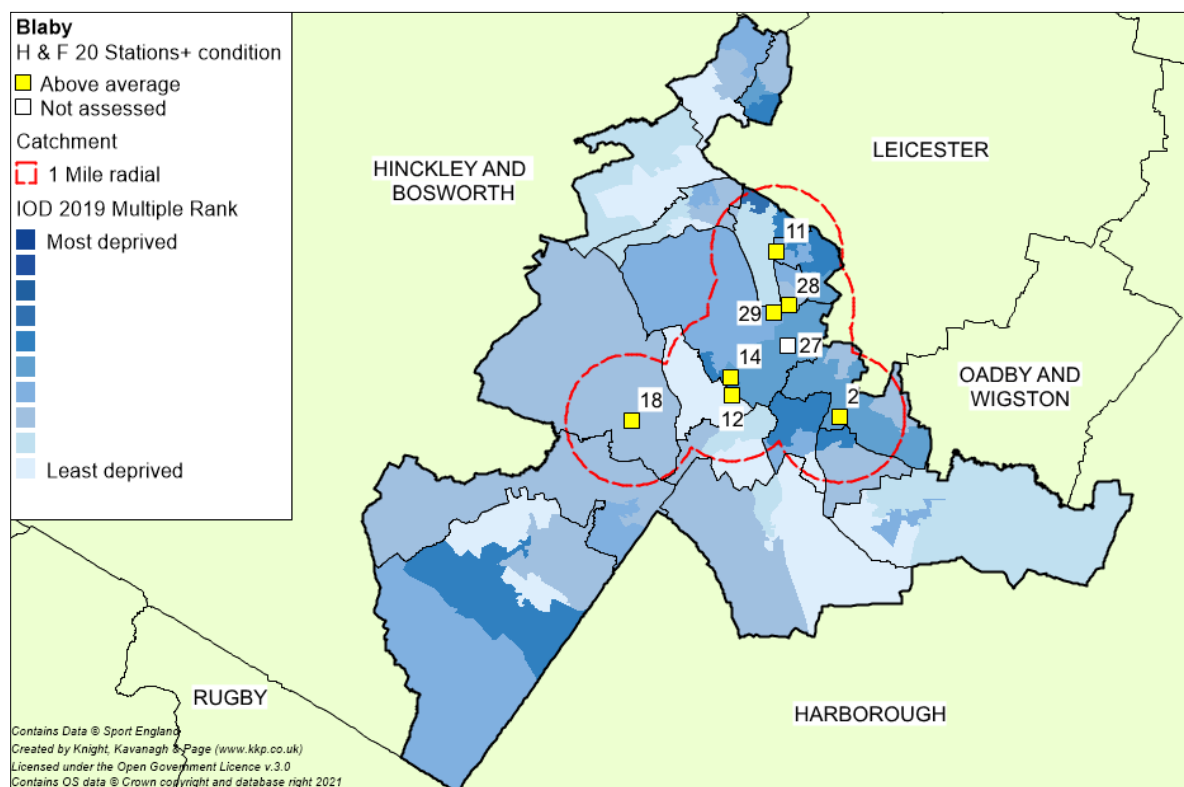 Blaby
H & F 20 Stations+ condition
Above average
Not assessed
Catchment
1 Mile radial
IOD 2019 Multiple Rank
Most deprived
Least deprived
HINCKLEY AND
BOSWORTH
LEICESTER
11
28
29
27
14
OADBY AND
WIGSTON
18
12
2
RUGBY
HARBOROUGH
Contains Data © Sport England
Created by Knight, Kavanagh & Page (www.kkp.co.uk)
Licensed under the Open Government Licence v.3.0
Contains OS data © Crown copyright and database right 2021